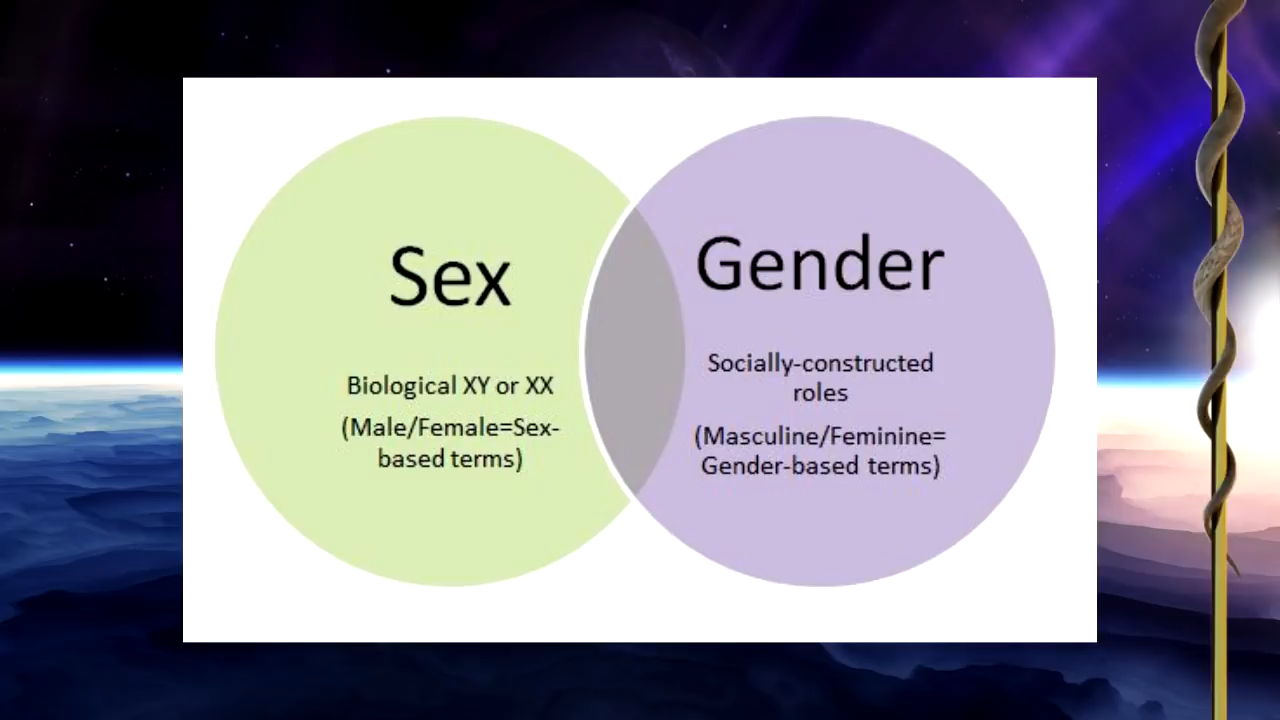 Sex
Biological XY or XX
(Male/Female=Sex-
based terms)
Gender
Socially-constructed
roles
(Masculine/Feminine=
Gender-based terms)